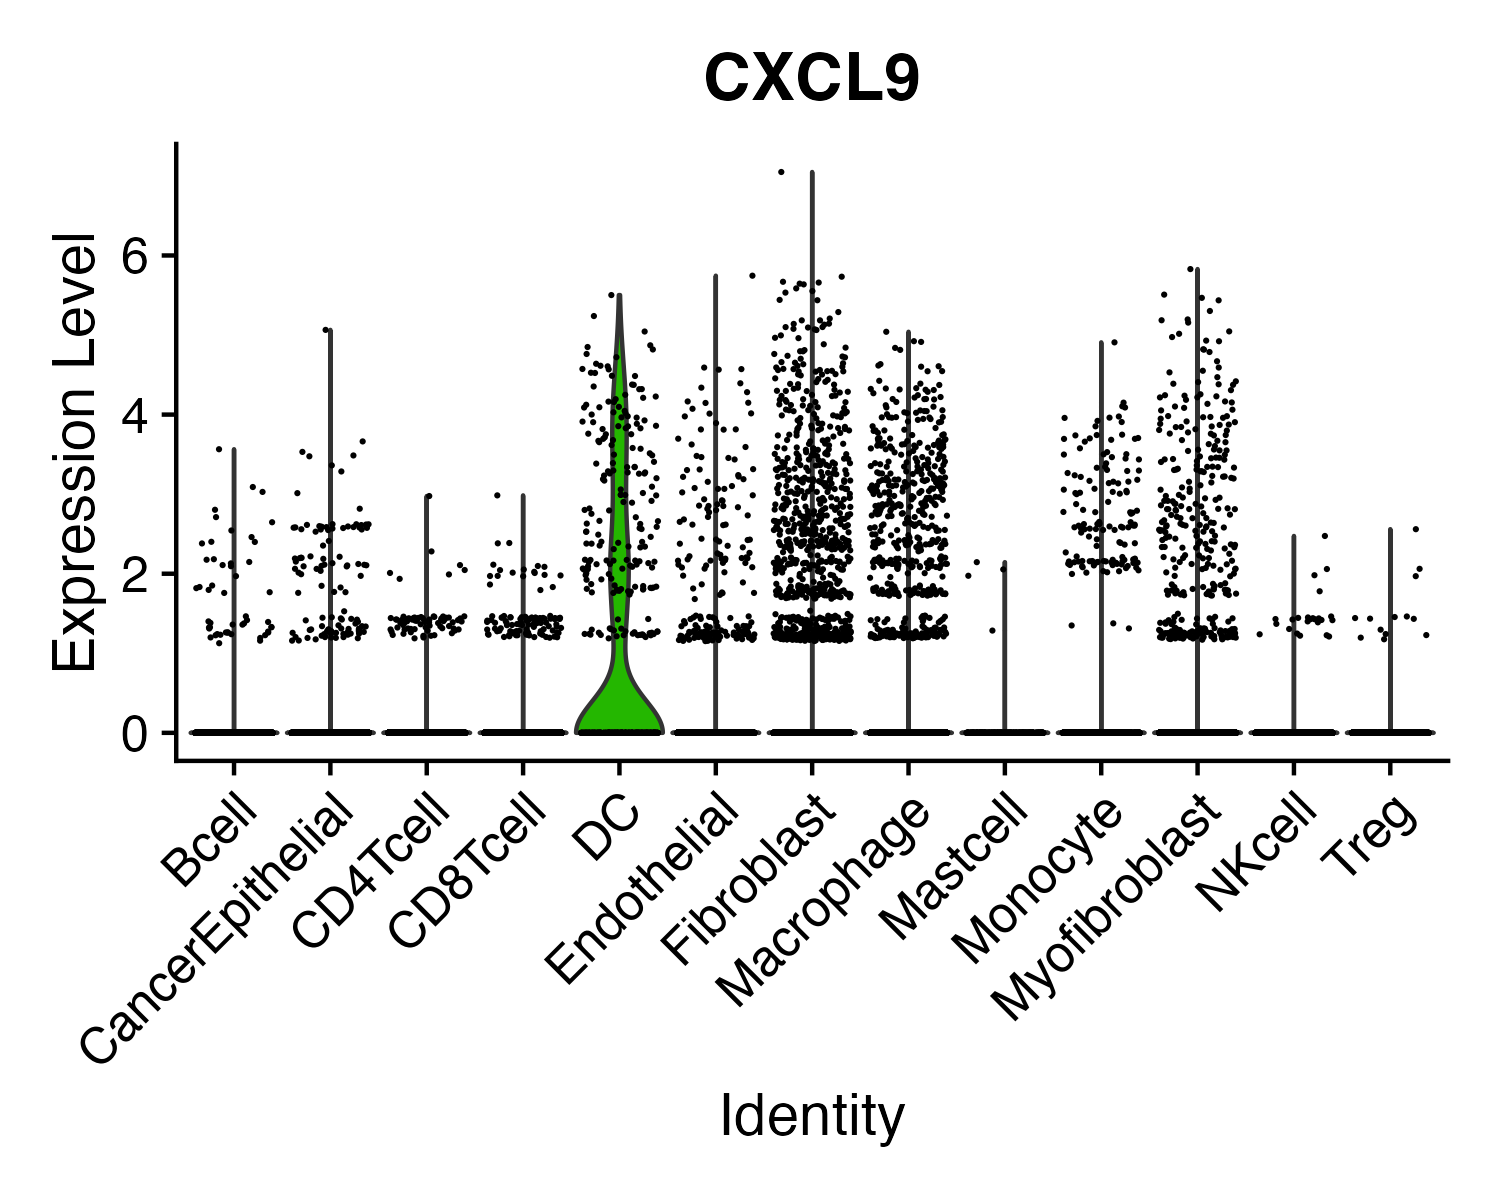 CXCL9
Expression Level
6
4
2
0
Bcell
CancerEpithelial
CD4Tcell
CD8Tcell
DC
Endothelial
Fibroblast
Macrophage
Mastcell
Monocyte
Myofibroblast
NKcell
Treg
Identity